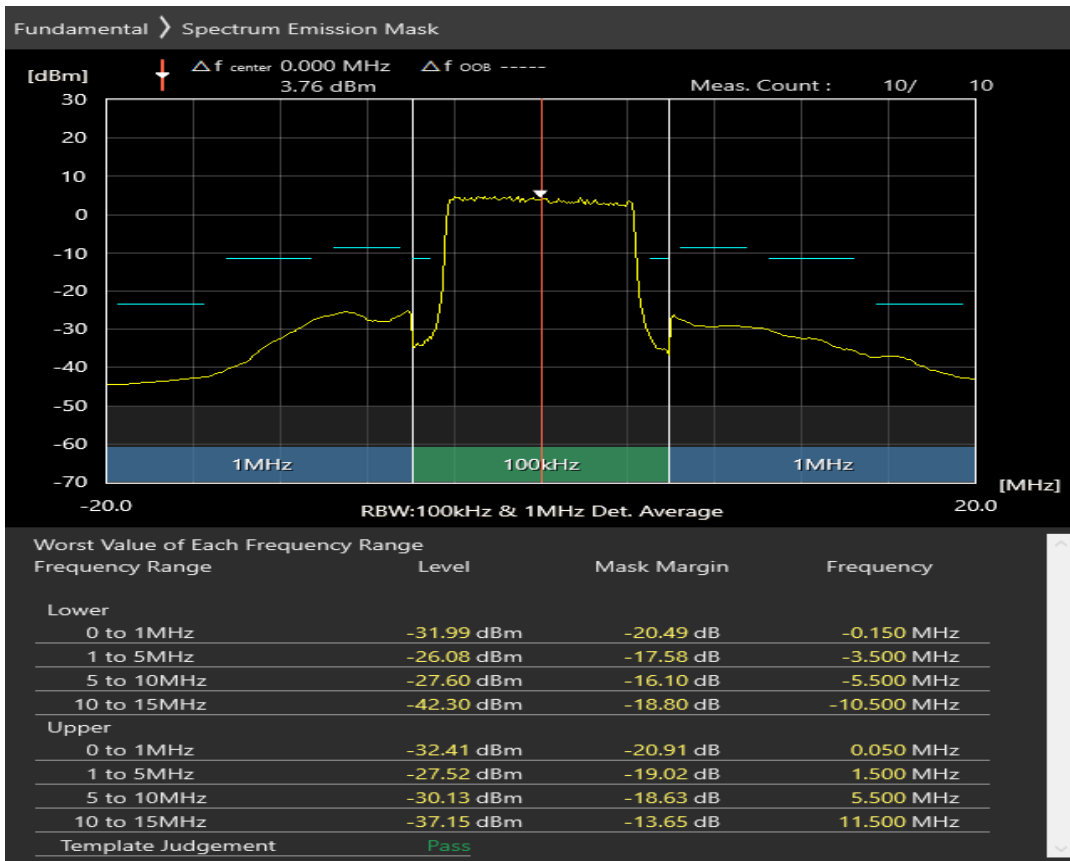 Fundamental ❯ Spectrum Emission Mask
[dBm] Δf center 0.000 MHz Δf OOB -----
3.76 dBm Meas. Count : 10/ 10
30
20
10
0
-10
-20
-30
-40
-50
-60
1MHz 100kHz 1MHz
-70 [MHz]
-20.0 RBW:100kHz & 1MHz Det. Average 20.0
Worst Value of Each Frequency Range
Frequency Range Level Mask Margin Frequency
Lower
0 to 1MHz -31.99 dBm -20.49 dB -0.150 MHz
1 to 5MHz -26.08 dBm -17.58 dB -3.500 MHz
5 to 10MHz -27.60 dBm -16.10 dB -5.500 MHz
10 to 15MHz -42.30 dBm -18.80 dB -10.500 MHz
Upper
0 to 1MHz -32.41 dBm -20.91 dB 0.050 MHz
1 to 5MHz -27.52 dBm -19.02 dB 1.500 MHz
5 to 10MHz -30.13 dBm -18.63 dB 5.500 MHz
10 to 15MHz -37.15 dBm -13.65 dB 11.500 MHz
Template Judgement Pass